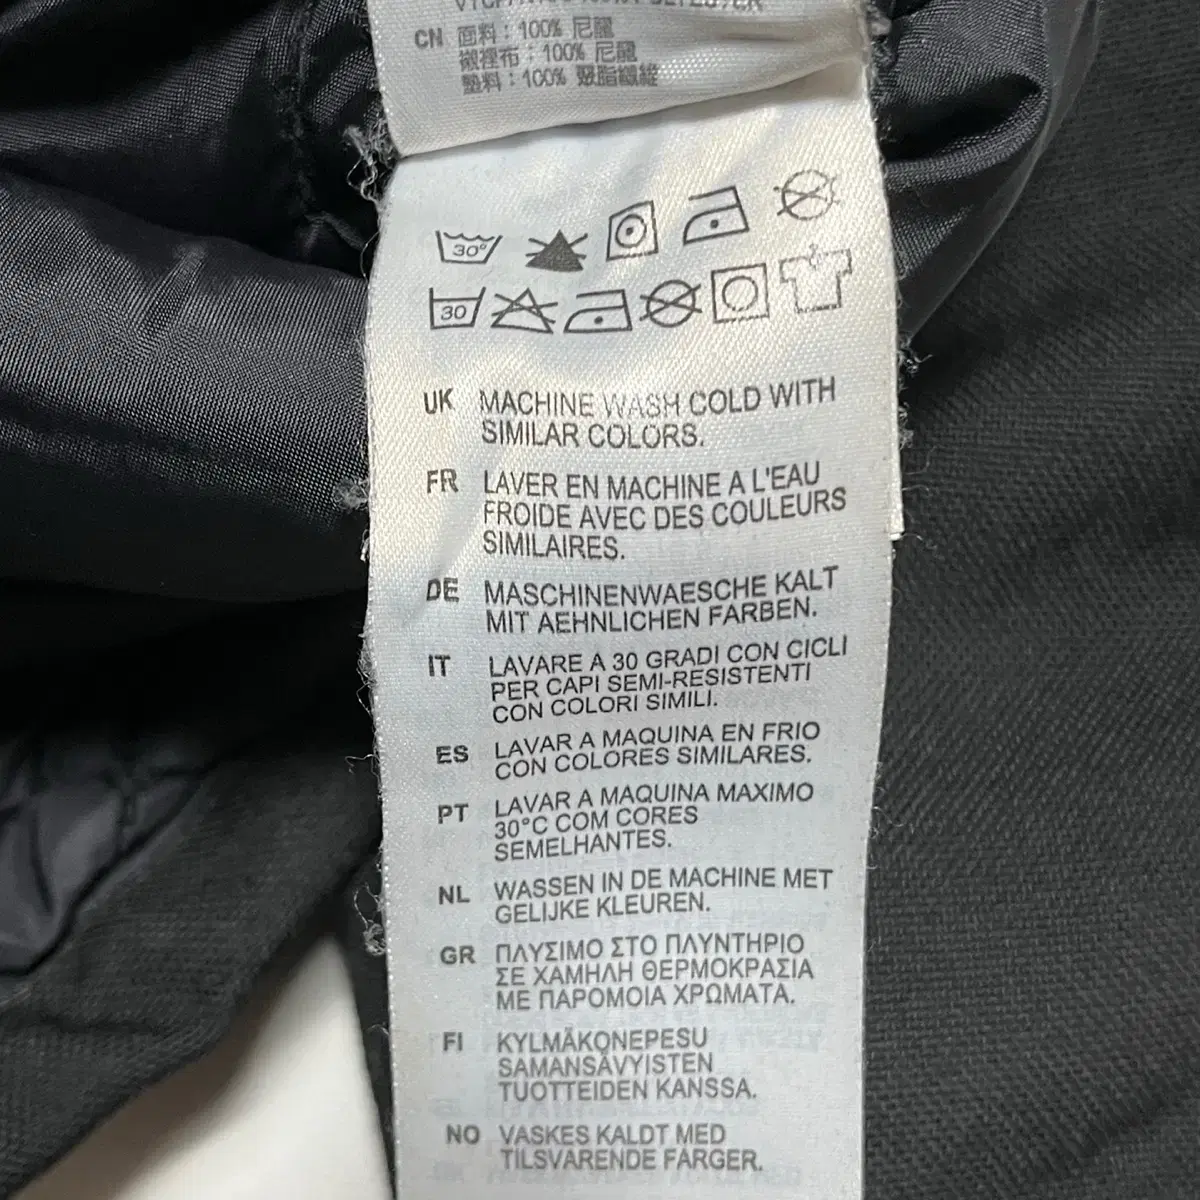 CN 面料：100% 尼龍
襯裡布：100% 尼龍
墊料：100% 聚脂纖維
30°
30
UK MACHINE WASH COLD WITH
SIMILAR COLORS.
FR LAVER EN MACHINE A L'EAU
FROIDE AVEC DES COULEURS
SIMILAIRES.
DE MASCHINENWAESCHE KALT
MIT AEHNLICHEN FARBEN.
IT LAVARE A 30 GRADI CON CICLI
PER CAPI SEMI-RESISTENTI
CON COLORI SIMILI.
ES LAVAR A MAQUINA EN FRIO
CON COLORES SIMILARES.
PT LAVAR A MAQUINA MAXIMO
30°C COM CORES
SEMELHANTES.
NL WASSEN IN DE MACHINE MET
GELIJKE KLEUREN.
GR ΠΛΥΣΙΜΟ ΣΤΟ ΠΛΥΝΤΗΡΙΟ
ΣΕ ΧΑΜΗΛΗ ΘΕΡΜΟΚΡΑΣΙΑ
ΜΕ ΠΑΡΟΜΟΙΑ ΧΡΩΜΑΤΑ.
FI KYLMÄKONEPESU
SAMANSÄVYISTEN
TUOTTEIDEN KANSSA.
NO VASKES KALDT MED
TILSVARENDE FARGER.